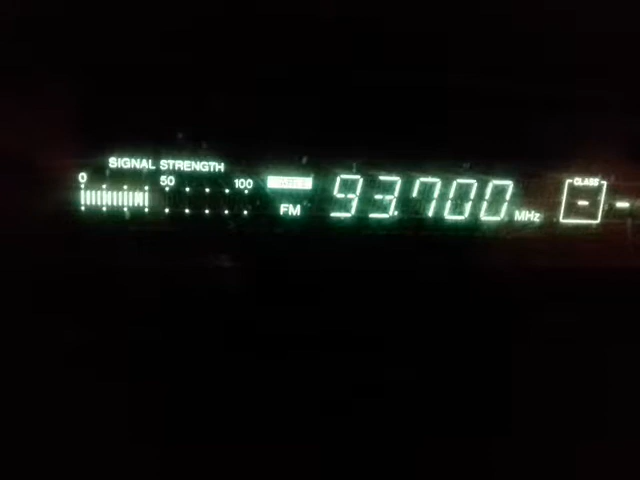 SIGNAL STRENGTH
0 50 100
FM 93.700 MHz
CLASS
- -